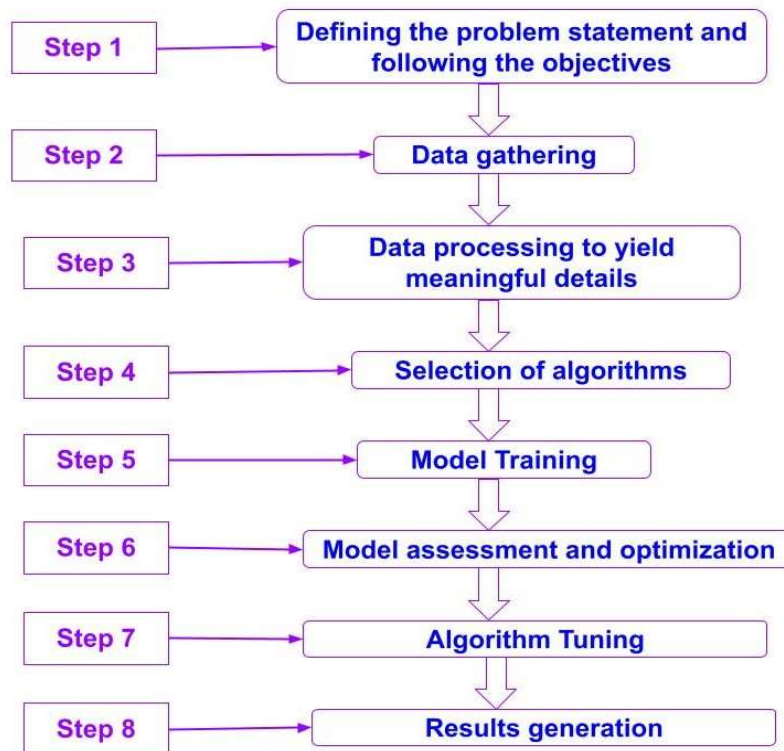 Step 1
Defining the problem statement and
following the objectives
Step 2
Data gathering
Step 3
Data processing to yield
meaningful details
Step 4
Selection of algorithms
Step 5
Model Training
Step 6
Model assessment and optimization
Step 7
Algorithm Tuning
Step 8
Results generation